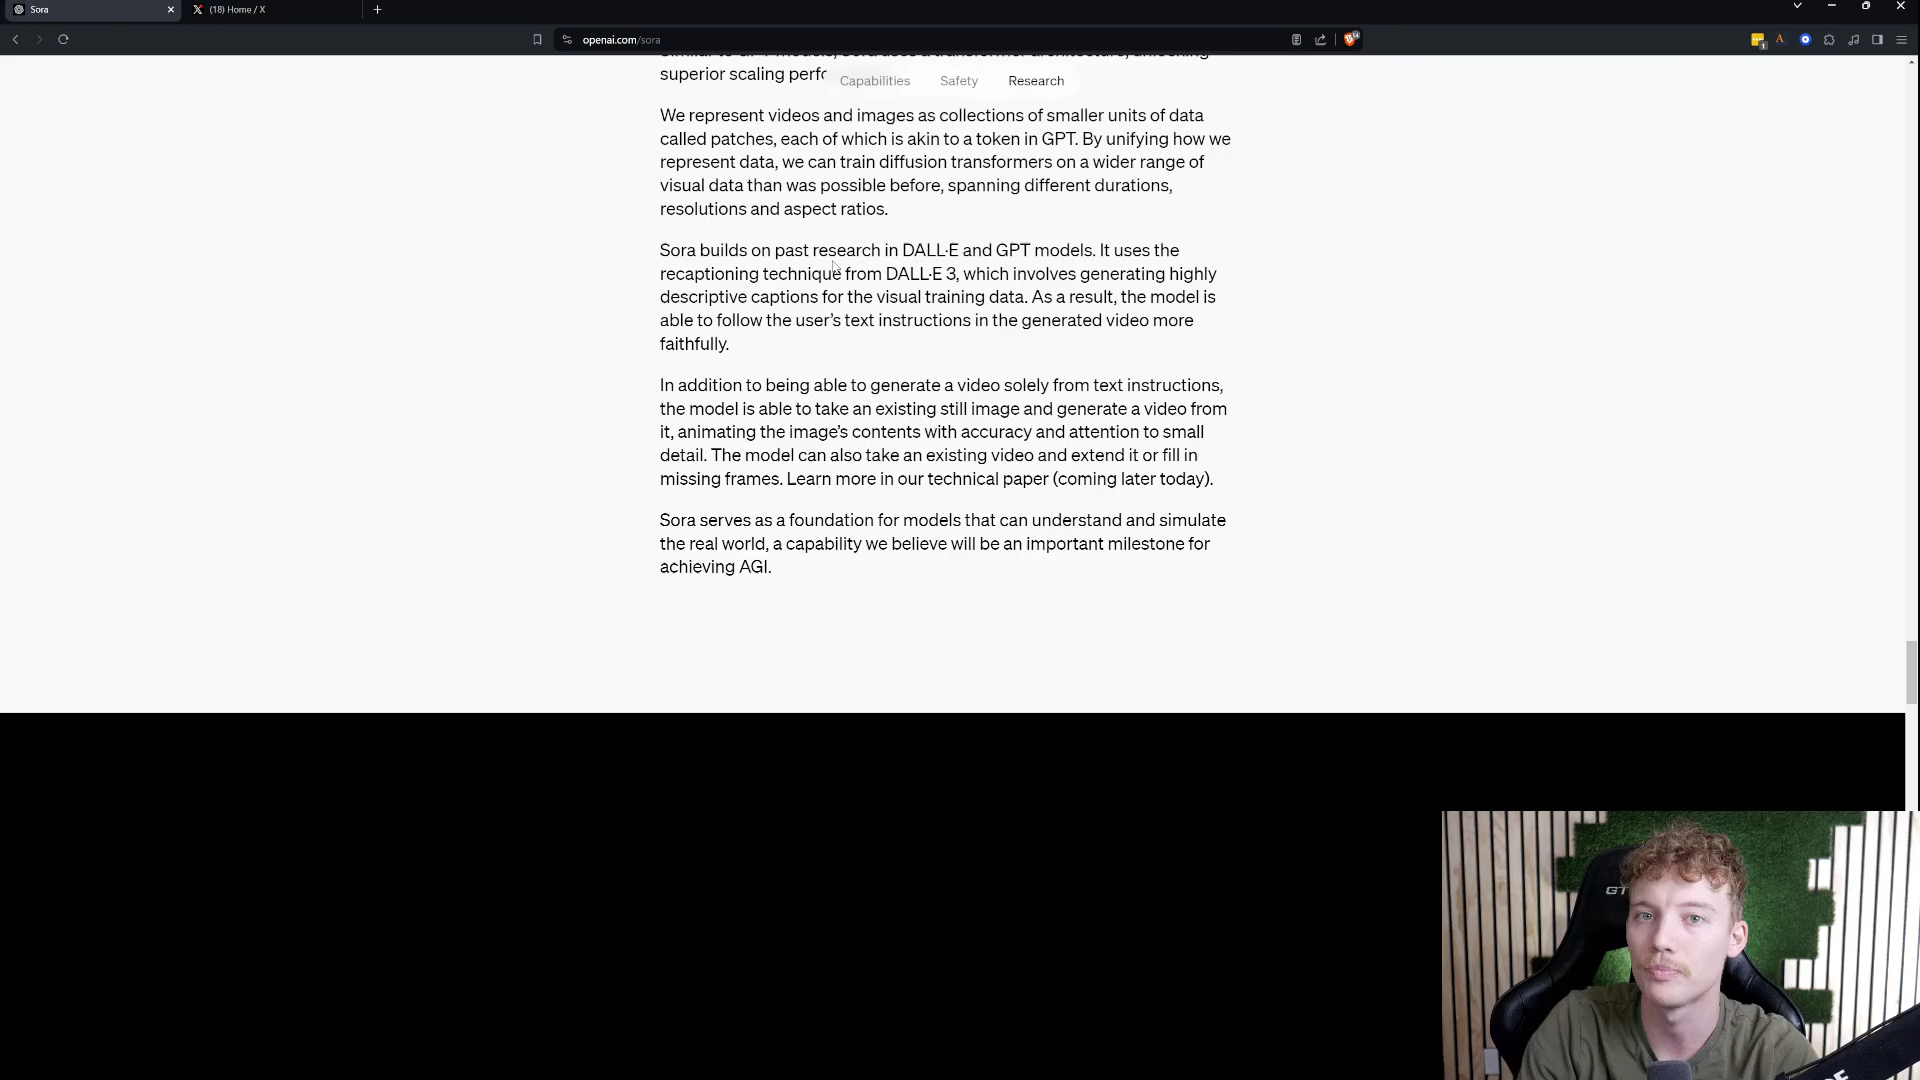 Sora
(18) Home / X
openai.com/sora
superior scaling perfo
Capabilities
Safety
Research
We represent videos and images as collections of smaller units of data
called patches, each of which is akin to a token in GPT. By unifying how we
represent data, we can train diffusion transformers on a wider range of
visual data than was possible before, spanning different durations,
resolutions and aspect ratios.
Sora builds on past research in DALL·E and GPT models. It uses the
recaptioning technique from DALL·E 3, which involves generating highly
descriptive captions for the visual training data. As a result, the model is
able to follow the user’s text instructions in the generated video more
faithfully.
In addition to being able to generate a video solely from text instructions,
the model is able to take an existing still image and generate a video from
it, animating the image’s contents with accuracy and attention to small
detail. The model can also take an existing video and extend it or fill in
missing frames. Learn more in our technical paper (coming later today).
Sora serves as a foundation for models that can understand and simulate
the real world, a capability we believe will be an important milestone for
achieving AGI.
GT